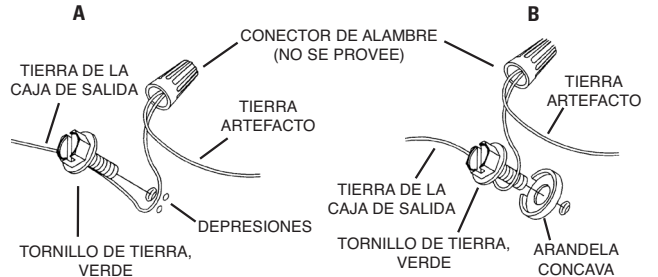 A
B
CONECTOR DE ALAMBRE
(NO SE PROVEE)
TIERRA DE LA
CAJA DE SALIDA
TIERRA
ARTEFACTO
DEPRESIONES
TORNILLO DE TIERRA,
VERDE
TIERRA
ARTEFACTO
TIERRA DE LA
CAJA DE SALIDA
TORNILLO DE TIERRA,
VERDE
ARANDELA
CONCAVA